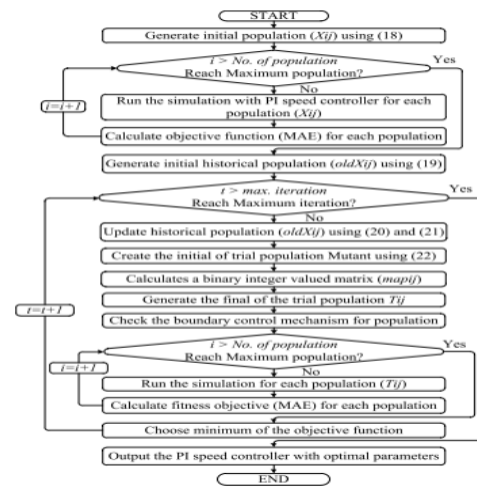 START
Generate initial population (Xij) using (18)
i > No. of population
Reach Maximum population?
Yes
No
i=i+1
Run the simulation with PI speed controller for each
population (Xij)
Calculate objective function (MAE) for each population
Generate initial historical population (oldXij) using (19)
t > max. iteration
Reach Maximum iteration?
Yes
No
Update historical population (oldXij) using (20) and (21)
Create the initial of trial population Mutant using (22)
Calculates a binary integer valued matrix (mapij)
t=t+1
Generate the final of the trial population Tij
Check the boundary control mechanism for population
i > No. of population
Reach Maximum population?
Yes
No
i=i+1
Run the simulation for each population (Tij)
Calculate fitness objective (MAE) for each population
Choose minimum of the objective function
Output the PI speed controller with optimal parameters
END